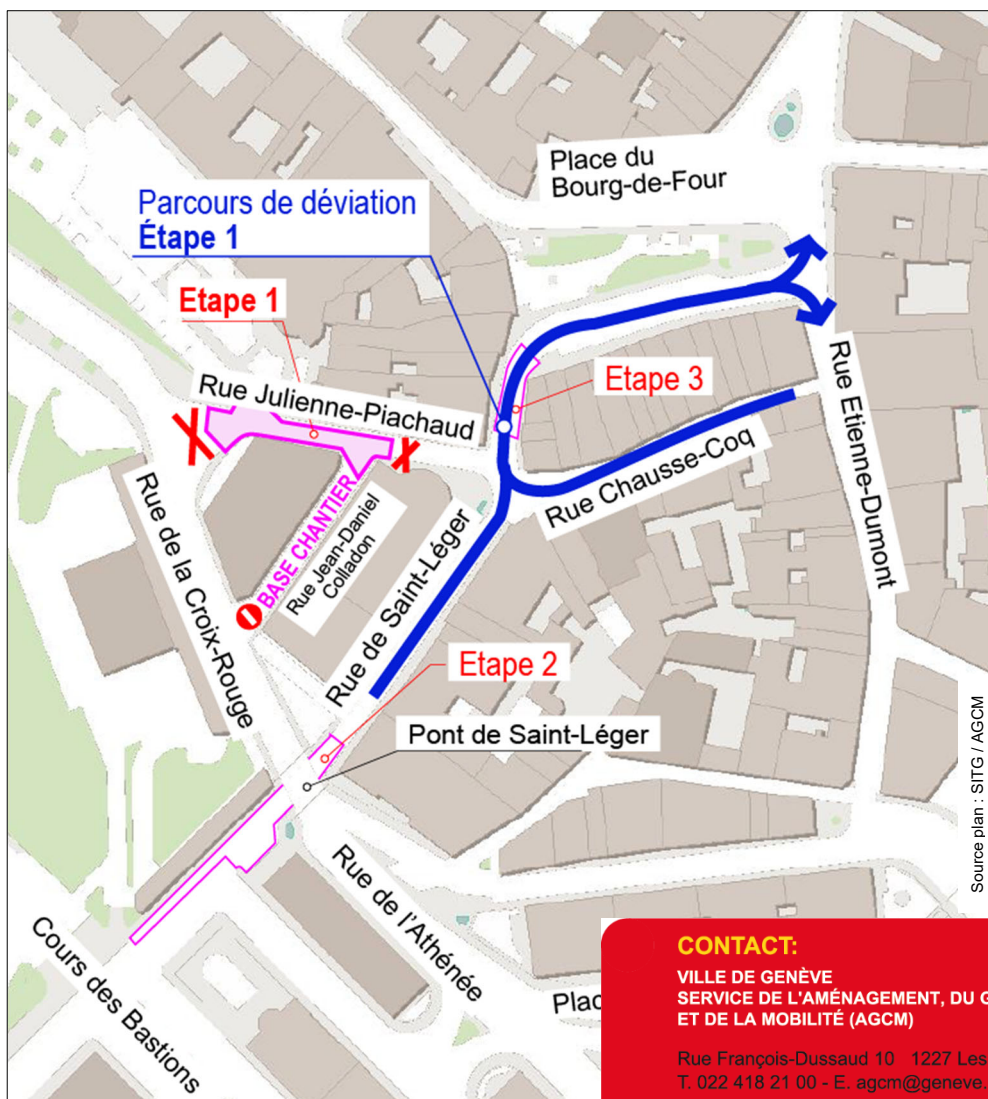 Place du
Bourg-de-Four
Parcours de déviation
Étape 1
Etape 1
Rue Julienne-Piachaud
Etape 3
Rue Chausse-Coq
Rue Etienne-Dumont
BASE CHANTIER
Rue Jean-Daniel
Colladon
Rue de la Croix-Rouge
Rue de Saint-Léger
Etape 2
Pont de Saint-Léger
Source plan : SITG / AGCM
Rue de l'Athénée
Cours des Bastions
Plac
CONTACT:
VILLE DE GENÈVE
SERVICE DE L'AMÉNAGEMENT, DU G
ET DE LA MOBILITÉ (AGCM)
Rue François-Dussaud 10 1227 Les
T. 022 418 21 00 - E. agcm@geneve.